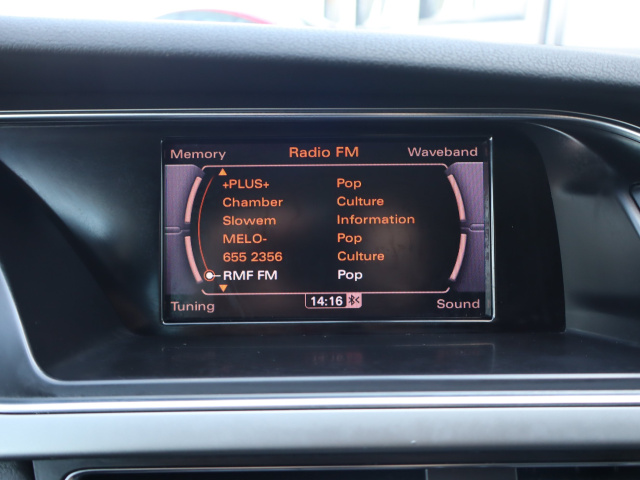 Memory Radio FM Waveband
+PLUS+ Pop
Chamber Culture
Slowem Information
MELO- Pop
655 2356 Culture
RMF FM Pop
14:16
Tuning Sound